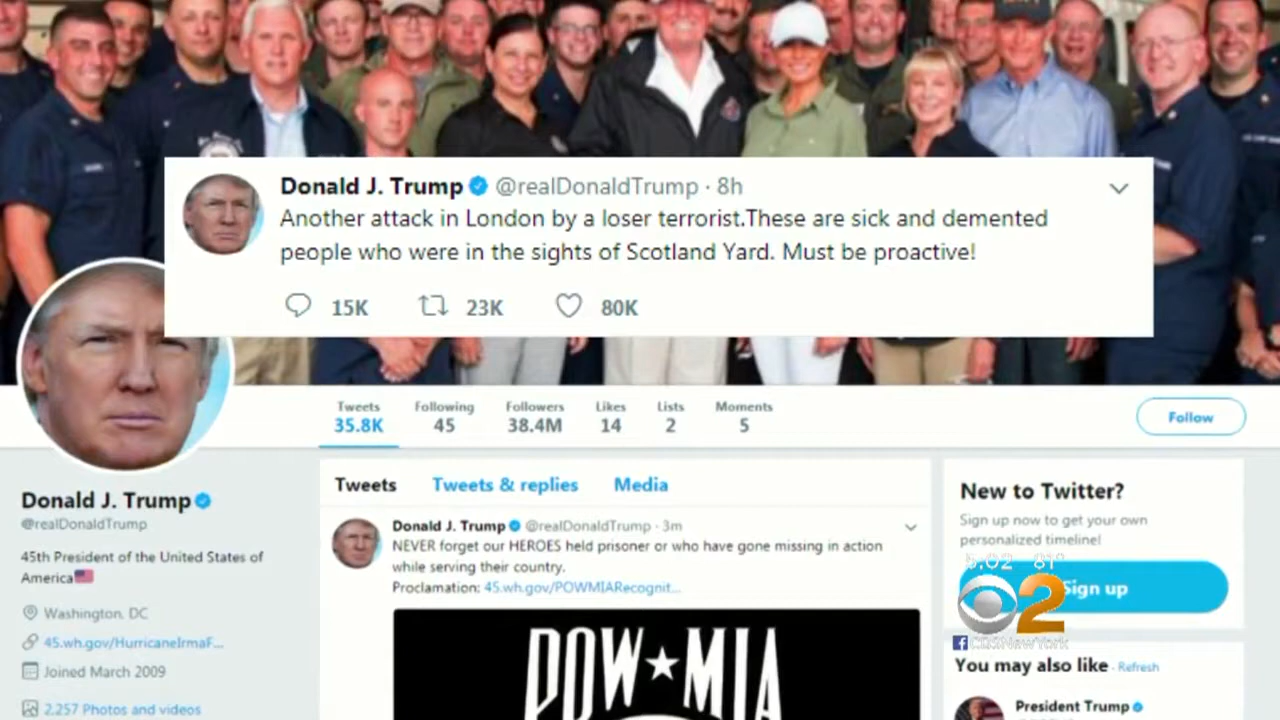 Donald J. Trump @realDonaldTrump · 8h
Another attack in London by a loser terrorist.These are sick and demented
people who were in the sights of Scotland Yard. Must be proactive!
15K 23K 80K
Tweets Following Followers Likes Lists Moments
35.8K 45 38.4M 14 2 5
Follow
Donald J. Trump
@realDonaldTrump
45th President of the United States of
America
Washington, DC
45.wh.gov/HurricaneIrmaF...
Joined March 2009
2,257 Photos and videos
Tweets Tweets & replies Media
Donald J. Trump @realDonaldTrump · 3m
NEVER forget our HEROES held prisoner or who have gone missing in action
while serving their country.
Proclamation: 45.wh.gov/POWMIARecognit...
POW MIA
New to Twitter?
Sign up now to get your own
personalized timeline!
Sign up
5:02 81°
2
CBSNewYork
You may also like · Refresh
President Trump